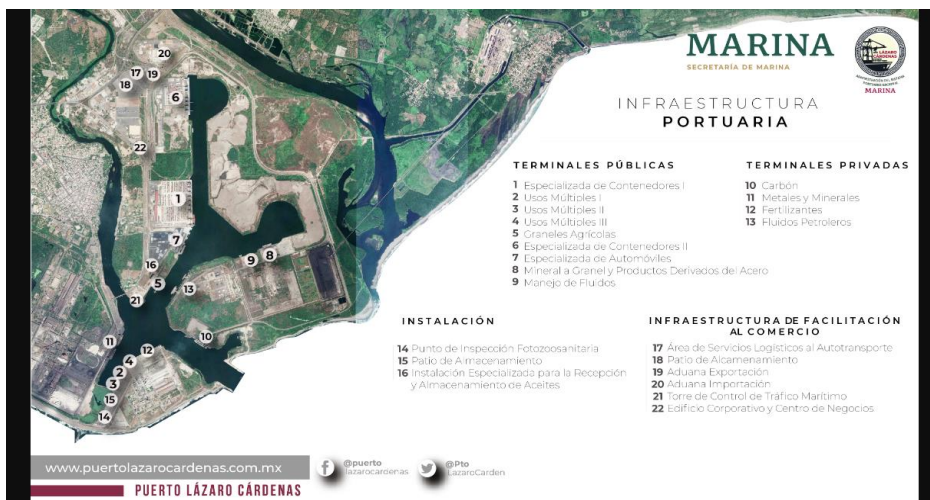 MARINA
SECRETARÍA DE MARINA
LÁZARO
CÁRDENAS
MARINA
INFRAESTRUCTURA
PORTUARIA
TERMINALES PÚBLICAS
1 Especializada de Contenedores I
2 Usos Múltiples I
3 Usos Múltiples II
4 Usos Múltiples III
5 Graneles Agrícolas
6 Especializada de Contenedores II
7 Especializada de Automóviles
8 Mineral a Granel y Productos Derivados del Acero
9 Manejo de Fluidos
TERMINALES PRIVADAS
10 Carbón
11 Metales y Minerales
12 Fertilizantes
13 Fluidos Petroleros
INSTALACIÓN
14 Punto de Inspección Fotozoosanitaria
15 Patio de Almacenamiento
16 Instalación Especializada para la Recepción
y Almacenamiento de Aceites
INFRAESTRUCTURA DE FACILITACIÓN
AL COMERCIO
17 Área de Servicios Logísticos al Autotransporte
18 Patio de Alcamenamiento
19 Aduana Exportación
20 Aduana Importación
21 Torre de Control de Tráfico Marítimo
22 Edificio Corporativo y Centro de Negocios
20
17
19
18
6
22
1
7
16
9
8
5
13
21
10
11
12
4
2
3
15
14
www.puertolazarocardenas.com.mx
@puerto
lazarocardenas
@Pto
LazaroCarden
PUERTO LÁZARO CÁRDENAS